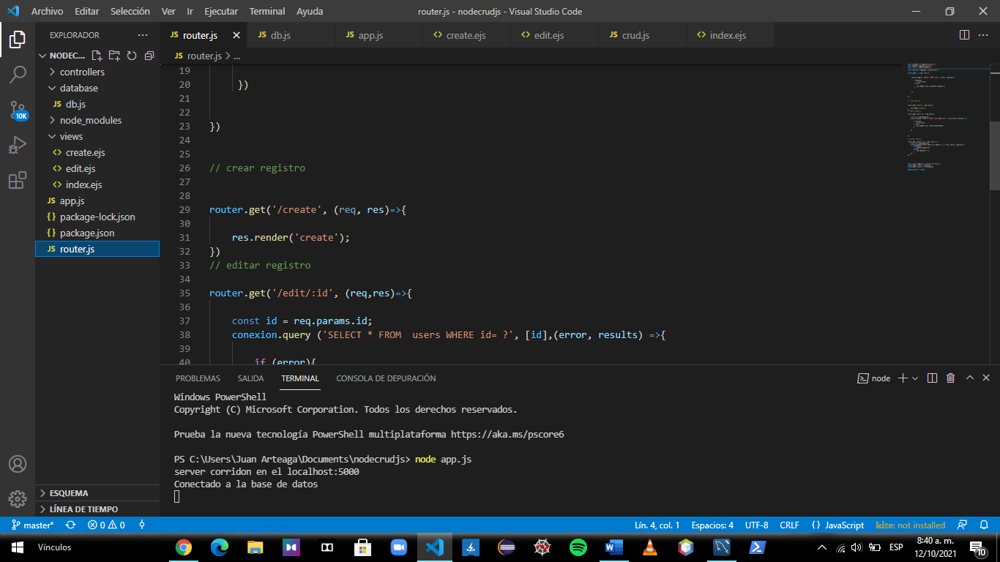 Archivo Editar Selección Ver Ir Ejecutar Terminal Ayuda
router.js - nodecrudjs - Visual Studio Code
EXPLORADOR ···
NODEC...
controllers
database
JS db.js
node_modules
views
<> create.ejs
<> edit.ejs
<> index.ejs
JS app.js
{} package-lock.json
{} package.json
JS router.js
ESQUEMA
LÍNEA DE TIEMPO
10K
JS router.js
JS db.js
JS app.js
<> create.ejs
<> edit.ejs
JS crud.js
<> index.ejs
JS router.js > ...
19
20 })
21
22
23 })
24
25
26 // crear registro
27
28
29 router.get('/create', (req, res)=>{
30
31 res.render('create');
32 })
33 // editar registro
34
35 router.get('/edit/:id', (req,res)=>{
36
37 const id = req.params.id;
38 conexion.query ('SELECT * FROM  users WHERE id= ?', [id],(error, results) =>{
39
40 if (error){
PROBLEMAS SALIDA TERMINAL CONSOLA DE DEPURACIÓN
node
Windows PowerShell
Copyright (C) Microsoft Corporation. Todos los derechos reservados.
Prueba la nueva tecnología PowerShell multiplataforma https://aka.ms/pscore6
PS C:\Users\Juan Arteaga\Documents\nodecrudjs> node app.js
server corridon en el localhost:5000
Conectado a la base de datos
master* 0 0
Lín. 4, col. 1 Espacios: 4 UTF-8 CRLF {} JavaScript kite: not installed
Vínculos
ESP
8:40 a. m.
12/10/2021
10